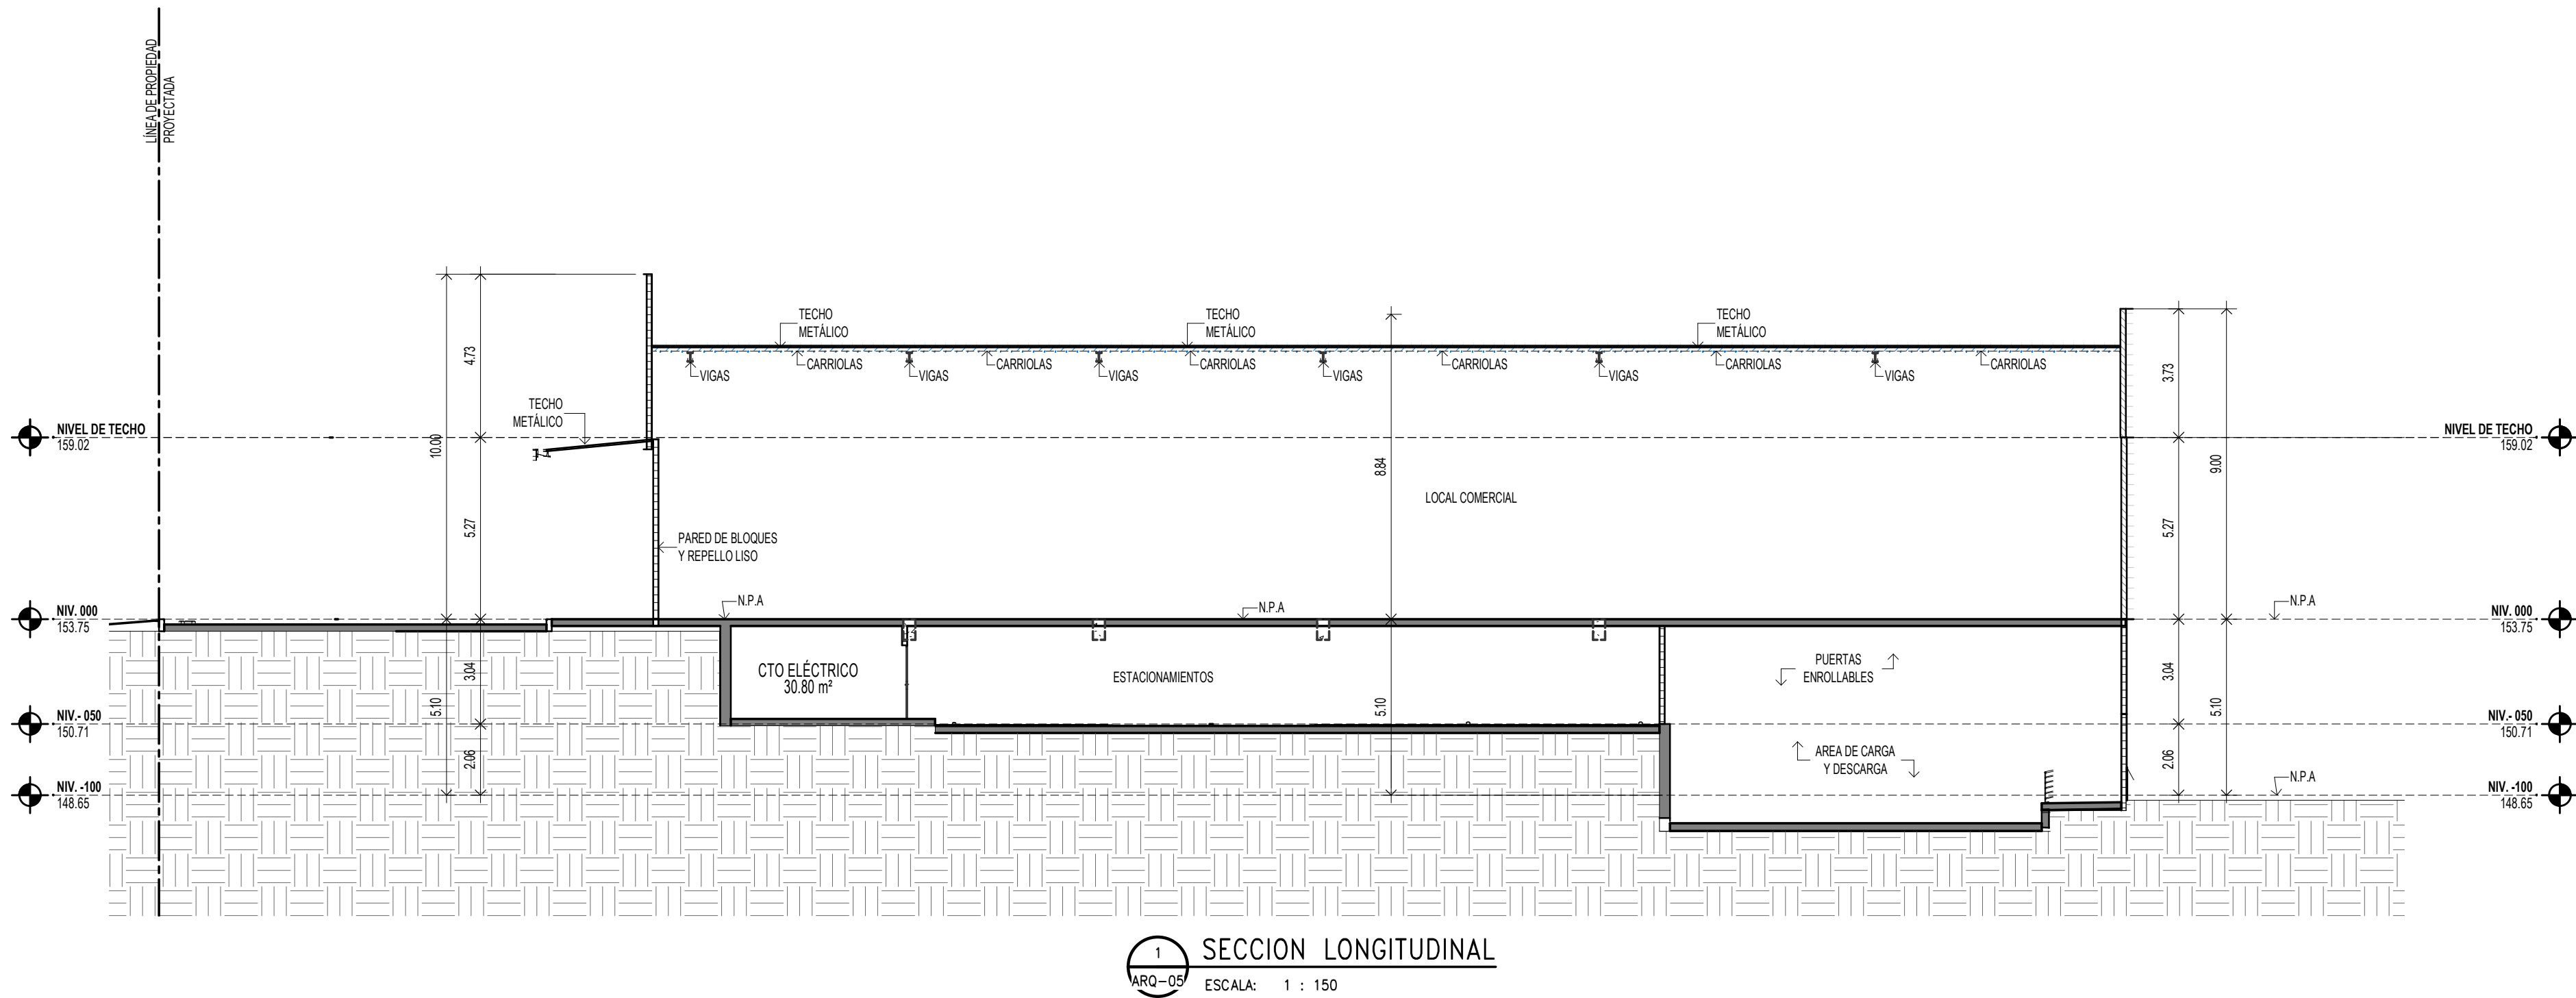 LÍNEA DE PROPIEDAD
PROYECTADA
TECHO
METÁLICO
TECHO
METÁLICO
TECHO
METÁLICO
CARRIOLAS
CARRIOLAS
CARRIOLAS
CARRIOLAS
CARRIOLAS
CARRIOLAS
VIGAS
VIGAS
VIGAS
VIGAS
VIGAS
VIGAS
4.73
3.73
TECHO
METÁLICO
NIVEL DE TECHO
159.02
NIVEL DE TECHO
159.02
10.00
8.84
9.00
LOCAL COMERCIAL
5.27
5.27
PARED DE BLOQUES
Y REPELLO LISO
N.P.A
N.P.A
N.P.A
NIV. 000
153.75
NIV. 000
153.75
CTO ELÉCTRICO
30.80 m²
ESTACIONAMIENTOS
PUERTAS
ENROLLABLES
3.04
3.04
5.10
5.10
5.10
NIV.- 050
150.71
NIV.- 050
150.71
2.06
2.06
AREA DE CARGA
Y DESCARGA
N.P.A
NIV. -100
148.65
NIV. -100
148.65
1
ARQ-05
SECCION LONGITUDINAL
ESCALA: 1 : 150